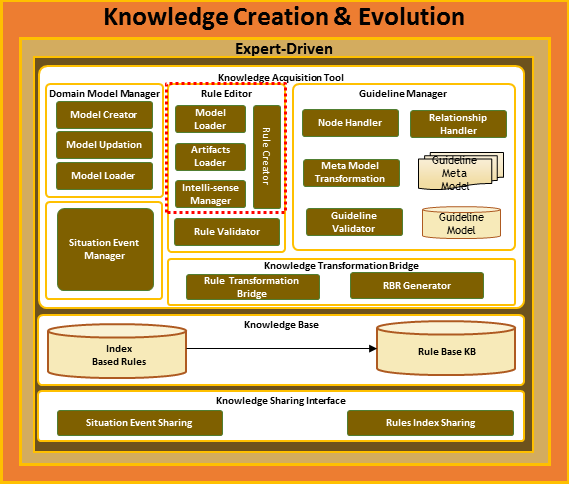 Knowledge Creation & Evolution
Expert-Driven
Knowledge Acquisition Tool
Domain Model Manager
Model Creator
Model Updation
Model Loader
Situation Event
Manager
Rule Editor
Model
Loader
Artifacts
Loader
Intelli-sense
Manager
Rule Creator
Rule Validator
Guideline Manager
Node Handler
Relationship
Handler
Meta Model
Transformation
Guideline
Meta
Model
Guideline
Validator
Guideline
Model
Knowledge Transformation Bridge
Rule Transformation
Bridge
RBR Generator
Knowledge Base
Index
Based Rules
Rule Base KB
Knowledge Sharing Interface
Situation Event Sharing
Rules Index Sharing